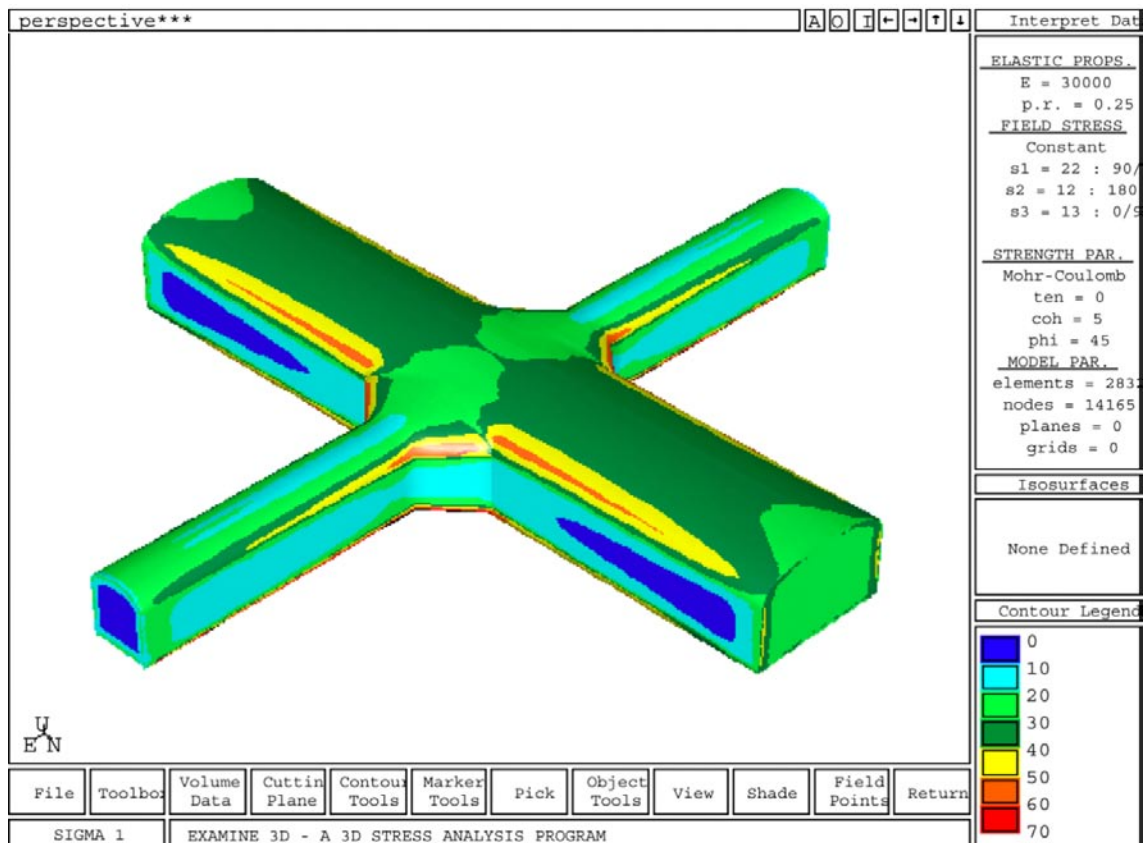 perspective***
A O I ← → ↑ ↓
Interpret Dat
ELASTIC PROPS.
E = 30000
p.r. = 0.25
FIELD STRESS
Constant
s1 = 22 : 90/
s2 = 12 : 180
s3 = 13 : 0/9
STRENGTH PAR.
Mohr-Coulomb
ten = 0
coh = 5
phi = 45
MODEL PAR.
elements = 2832
nodes = 14165
planes = 0
grids = 0
Isosurfaces
None Defined
Contour Legend
0
10
20
30
40
50
60
70
U
E N
File
Toolbo
Volume
Data
Cuttin
Plane
Contour
Tools
Marker
Tools
Pick
Object
Tools
View
Shade
Field
Points
Return
SIGMA 1
EXAMINE 3D - A 3D STRESS ANALYSIS PROGRAM